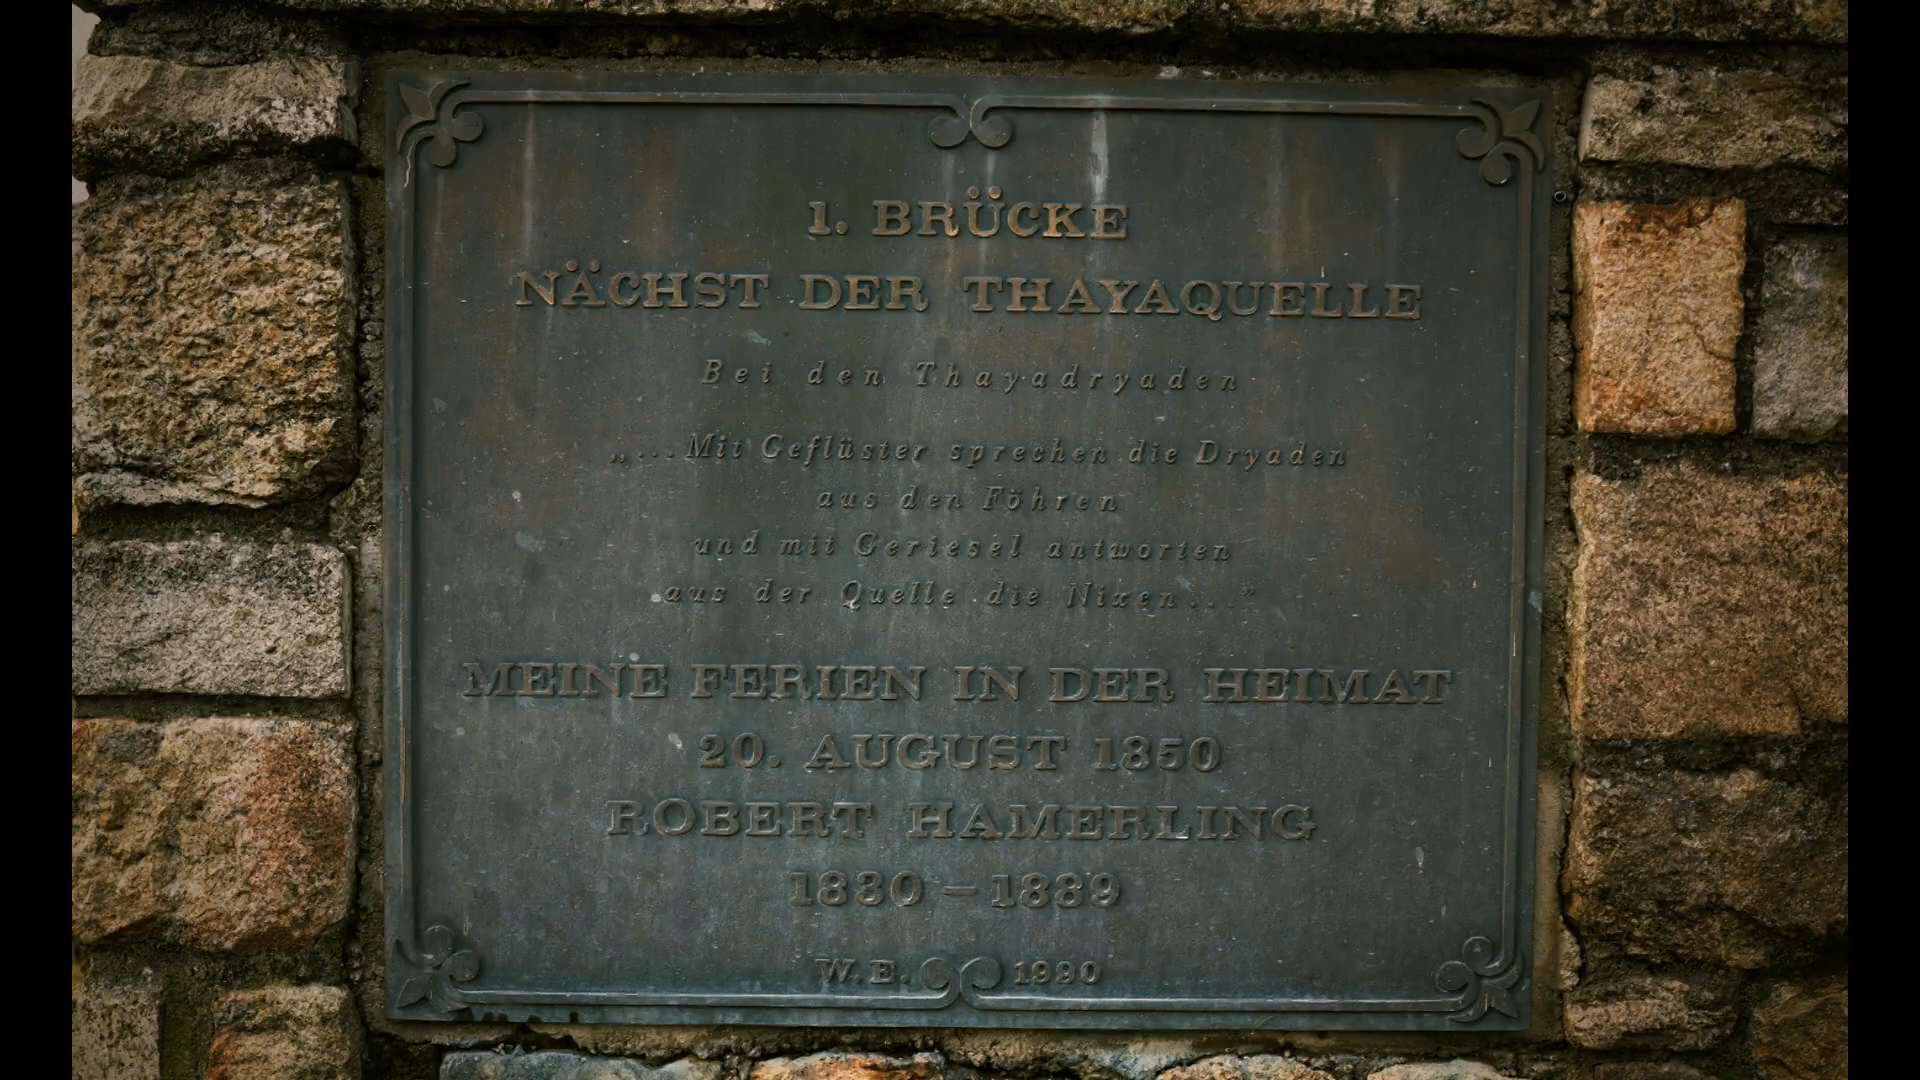 1. BRÜCKE
NÄCHST DER THAYAQUELLE
Bei den Thayadryaden
„...Mit Geflüster sprechen die Dryaden
aus den Föhren
und mit Geriesel antworten
aus der Quelle die Nixen..."
MEINE FERIEN IN DER HEIMAT
20. AUGUST 1850
ROBERT HAMERLING
1830 – 1889
W. E. 1990